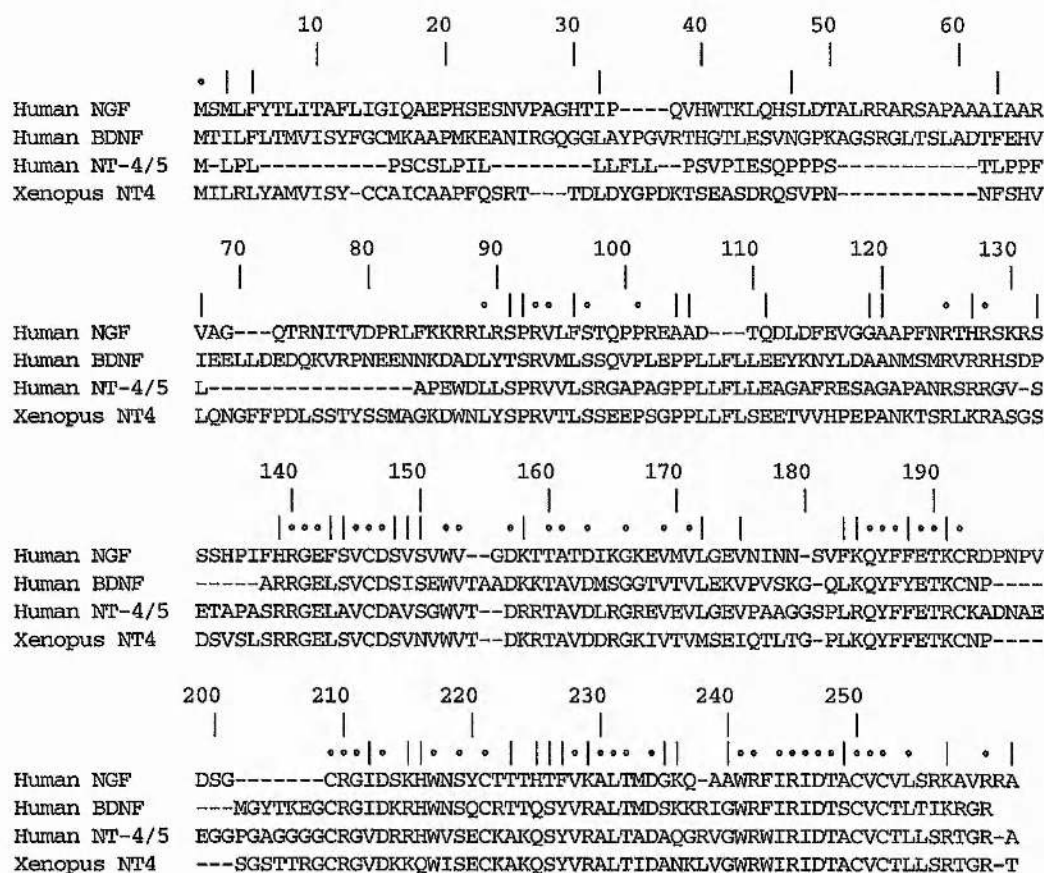 10 20 30 40 50 60
Human NGF MSMLFYTLITAFLIGIQAEPHSESNVPAGHTIP----QVHWTKLQHSLDTALRRARSAPAAAIAAR
Human BDNF MTILFLTMVISYFGCMKAAPMKEANIRGQGGLAYPGVRTHGTLESVNGPKAGSRGLTSLADTFEHV
Human NT-4/5 M-LPL----------PSCSLPIL--------LLFLL--PSVPIESQPPPS-----------TLPPF
Xenopus NT4 MILRLYAMVISY-CCAICAAPFQSRT---TDLDYGPDKTSEASDRQSVPN-----------NFSHV
70 80 90 100 110 120 130
Human NGF VAG---QTRNITVDPRLFKKRRLRSPRVLFSTQPPREAAD---TQDLDFEVGGAAPFNRTHRSKRS
Human BDNF IEELLDEDQKVRPNEENNKDADLYTSRVMLSSQVPLEPPLLFLLEEYKNYLDAANMSMRVRRHSDP
Human NT-4/5 L----------------APEWDLLSPRVVLSRGAPAGPPLLFLLEAGAFRESAGAPANRSRRGV-S
Xenopus NT4 LQNGFFPDLSSTYSSMAGKDWNLYSPRVTLSSEEPSGPPLLFLSEETVVHPEPANKTSRLKRASGS
140 150 160 170 180 190
Human NGF SSHPIFHRGEFSVCDSVSVWV--GDKTTATDIKGKEVMVLGEVNINN-SVFKQYFFETKCRDPNPV
Human BDNF -----ARRGELSVCDSISEWVTAADKKTAVDMSGGTVTVLEKVPVSKG-QLKQYFYETKCNP----
Human NT-4/5 ETAPASRRGELAVCDAVSGWVT--DRRTAVDLRGREVEVLGEVPAAGGSPLRQYFFETRCKADNAE
Xenopus NT4 DSVSLSRRGELSVCDSVNVWVT--DKRTAVDDRGKIVTVMSEIQTLTG-PLKQYFFETKCNP----
200 210 220 230 240 250
Human NGF DSG-------CRGIDSKHWNSYCTTTHTFVKALTMDGKQ-AAWRFIRIDTACVCVLSRKAVRRA
Human BDNF ---MGYTKEGCRGIDKRHWNSQCRTTQSYVRALTMDSKKRIGWRFIRIDTSCVCTLTIKRGR
Human NT-4/5 EGGPGAGGGGCRGVDRRHWVSECKAKQSYVRALTADAQGRVGWRWIRIDTACVCTLLSRTGR-A
Xenopus NT4 ---SGSTTRGCRGVDKKQWISECKAKQSYVRALTIDANKLVGWRWIRIDTACVCTLLSRTGR-T